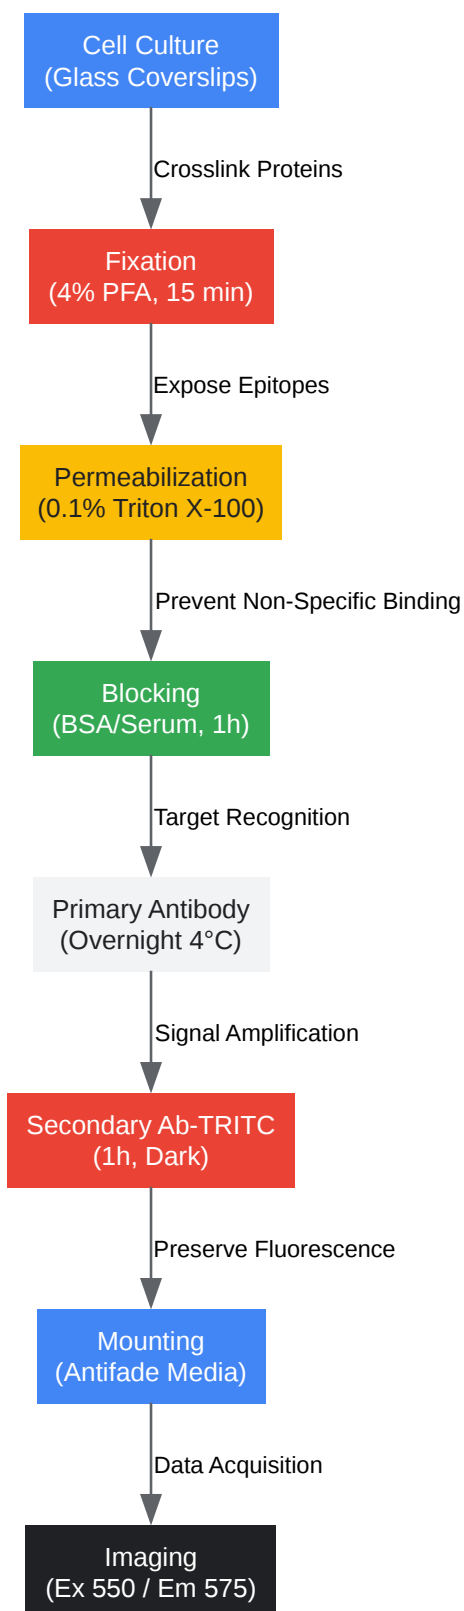 Cell Culture
(Glass Coverslips)
Crosslink Proteins
Fixation
(4% PFA, 15 min)
Expose Epitopes
Permeabilization
(0.1% Triton X-100)
Prevent Non-Specific Binding
Blocking
(BSA/Serum, 1h)
Target Recognition
Primary Antibody
(Overnight 4°C)
Signal Amplification
Secondary Ab-TRITC
(1h, Dark)
Preserve Fluorescence
Mounting
(Antifade Media)
Data Acquisition
Imaging
(Ex 550 / Em 575)